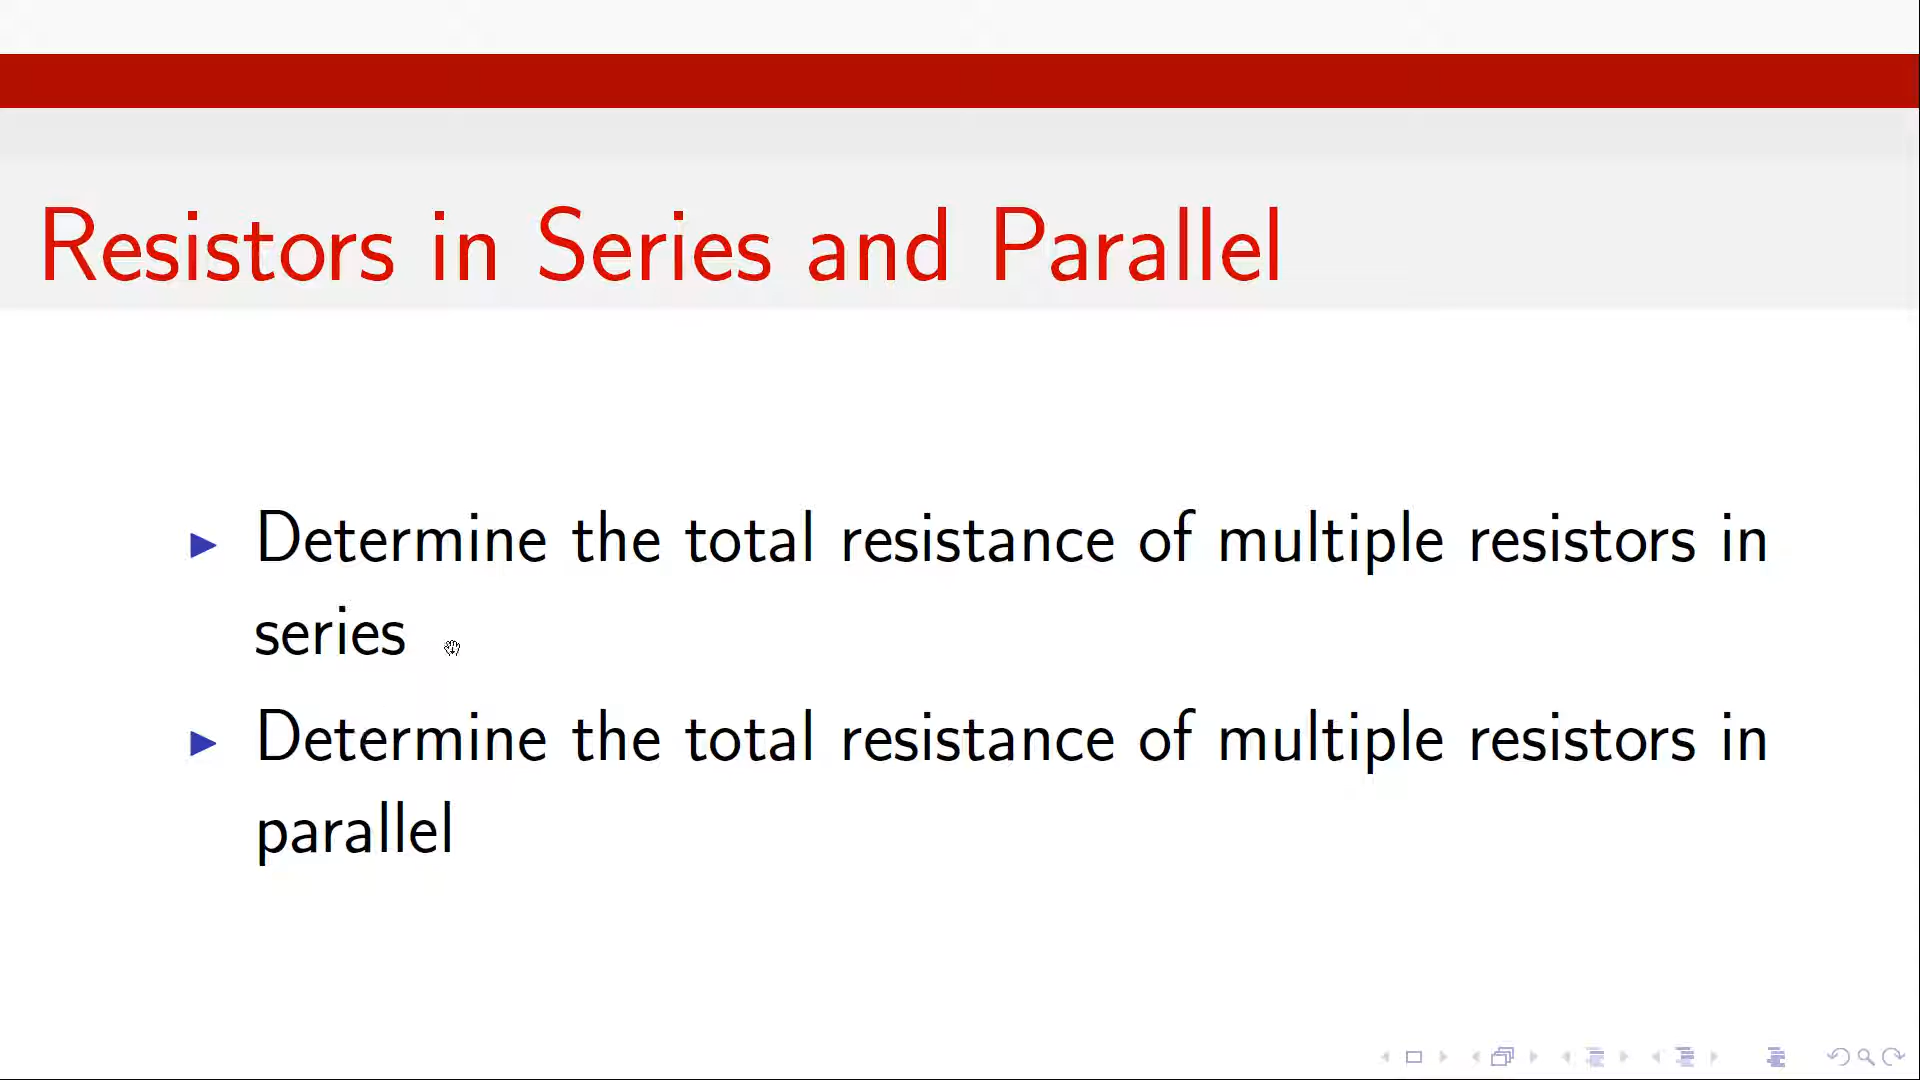 Resistors in Series and Parallel
Determine the total resistance of multiple resistors in
series
Determine the total resistance of multiple resistors in
parallel